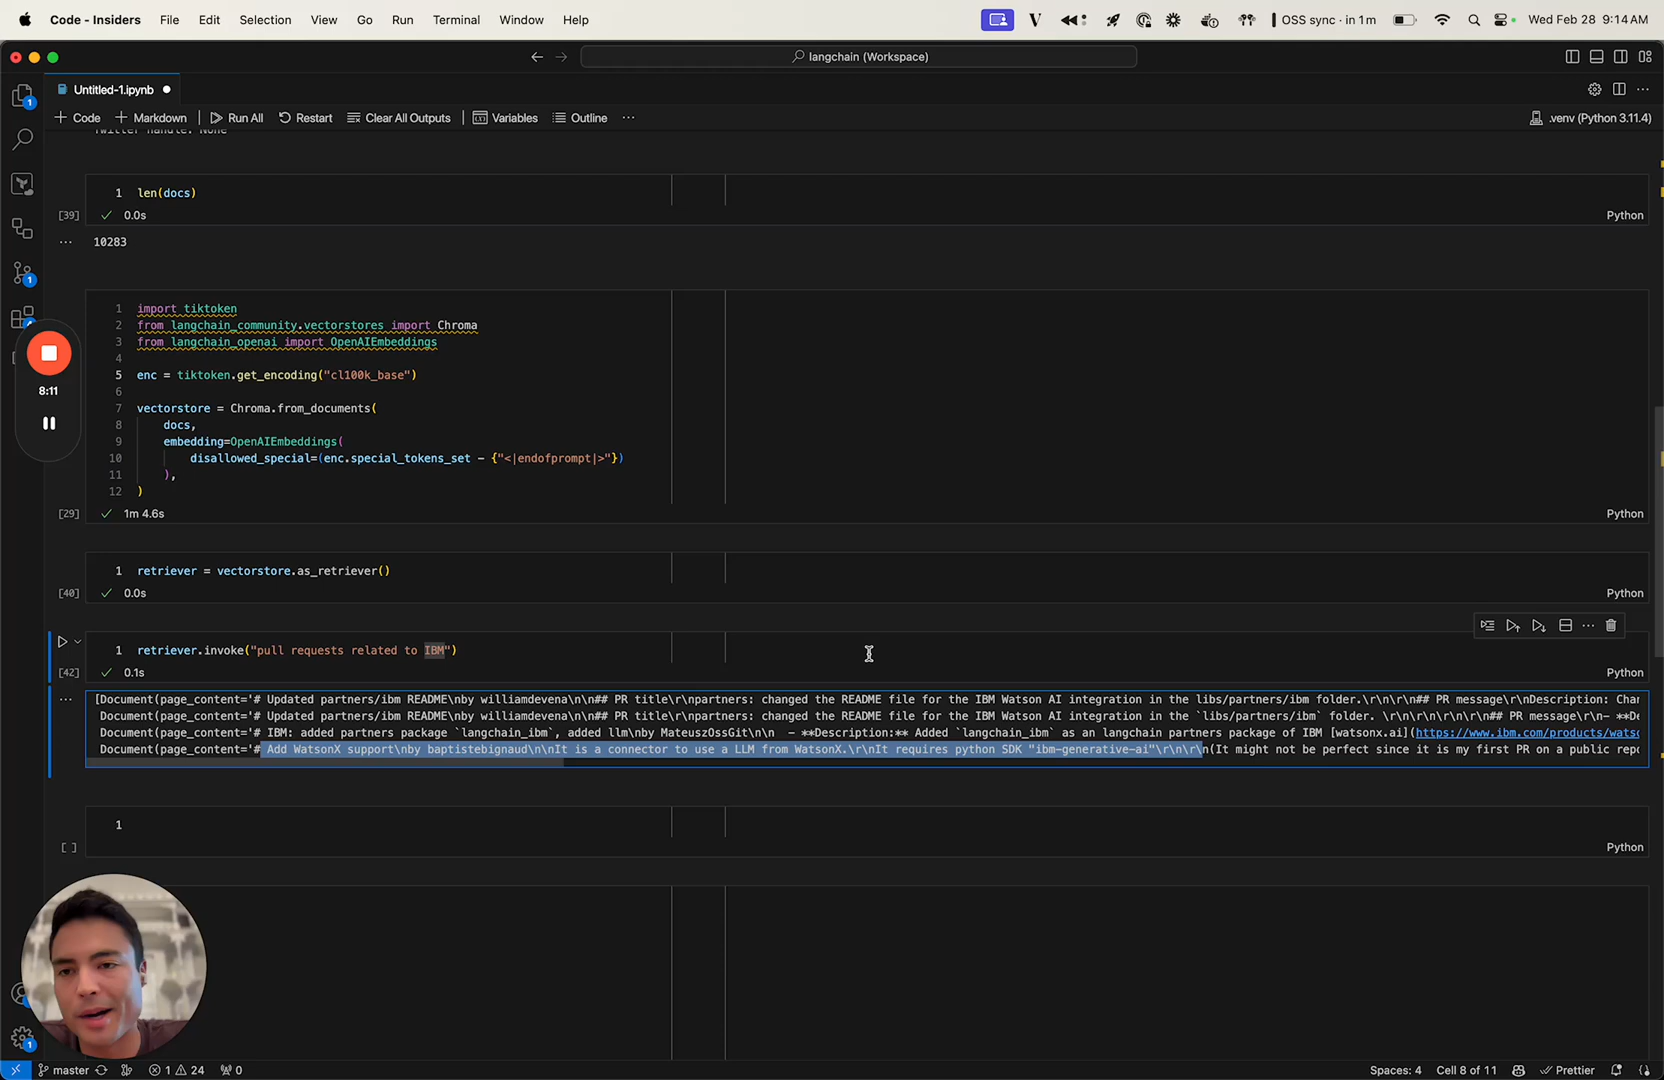 Code - Insiders File Edit Selection View Go Run Terminal Window Help OSS sync · in 1m Wed Feb 28 9:14 AM
langchain (Workspace)
Untitled-1.ipynb
+ Code + Markdown Run All Restart Clear All Outputs Variables Outline ... .venv (Python 3.11.4)
Twitter handle: None
1 len(docs)
[39] 0.0s Python
10283
1 import tiktoken
2 from langchain_community.vectorstores import Chroma
3 from langchain_openai import OpenAIEmbeddings
4
5 enc = tiktoken.get_encoding("cl100k_base")
6
7 vectorstore = Chroma.from_documents(
8 docs,
9 embedding=OpenAIEmbeddings(
10 disallowed_special=(enc.special_tokens_set - {"<|endofprompt|>"})
11 ),
12 )
[29] 1m 4.6s Python
8:11
1 retriever = vectorstore.as_retriever()
[40] 0.0s Python
1 retriever.invoke("pull requests related to IBM")
[42] 0.1s Python
[Document(page_content='# Updated partners/ibm README\nby williamdevena\n\n## PR title\r\npartners: changed the README file for the IBM Watson AI integration in the libs/partners/ibm folder.\r\n\r\n## PR message\r\nDescription: Char
Document(page_content='# Updated partners/ibm README\nby williamdevena\n\n## PR title\r\npartners: changed the README file for the IBM Watson AI integration in the `libs/partners/ibm` folder. \r\n\r\n## PR message\r\n- **De
Document(page_content='# IBM: added partners package `langchain_ibm`, added llm\nby MateuszOssGit\n\n - **Description:** Added `langchain_ibm` as an langchain partners package of IBM [watsonx.ai](https://www.ibm.com/products/wats
Document(page_content='# Add WatsonX support\nby baptistebignaud\n\nIt is a connector to use a LLM from WatsonX.\r\nIt requires python SDK "ibm-generative-ai"\r\n\r\n(It might not be perfect since it is my first PR on a public repo
1
[ ] Python
master 1 24 0 Spaces: 4 Cell 8 of 11 Prettier